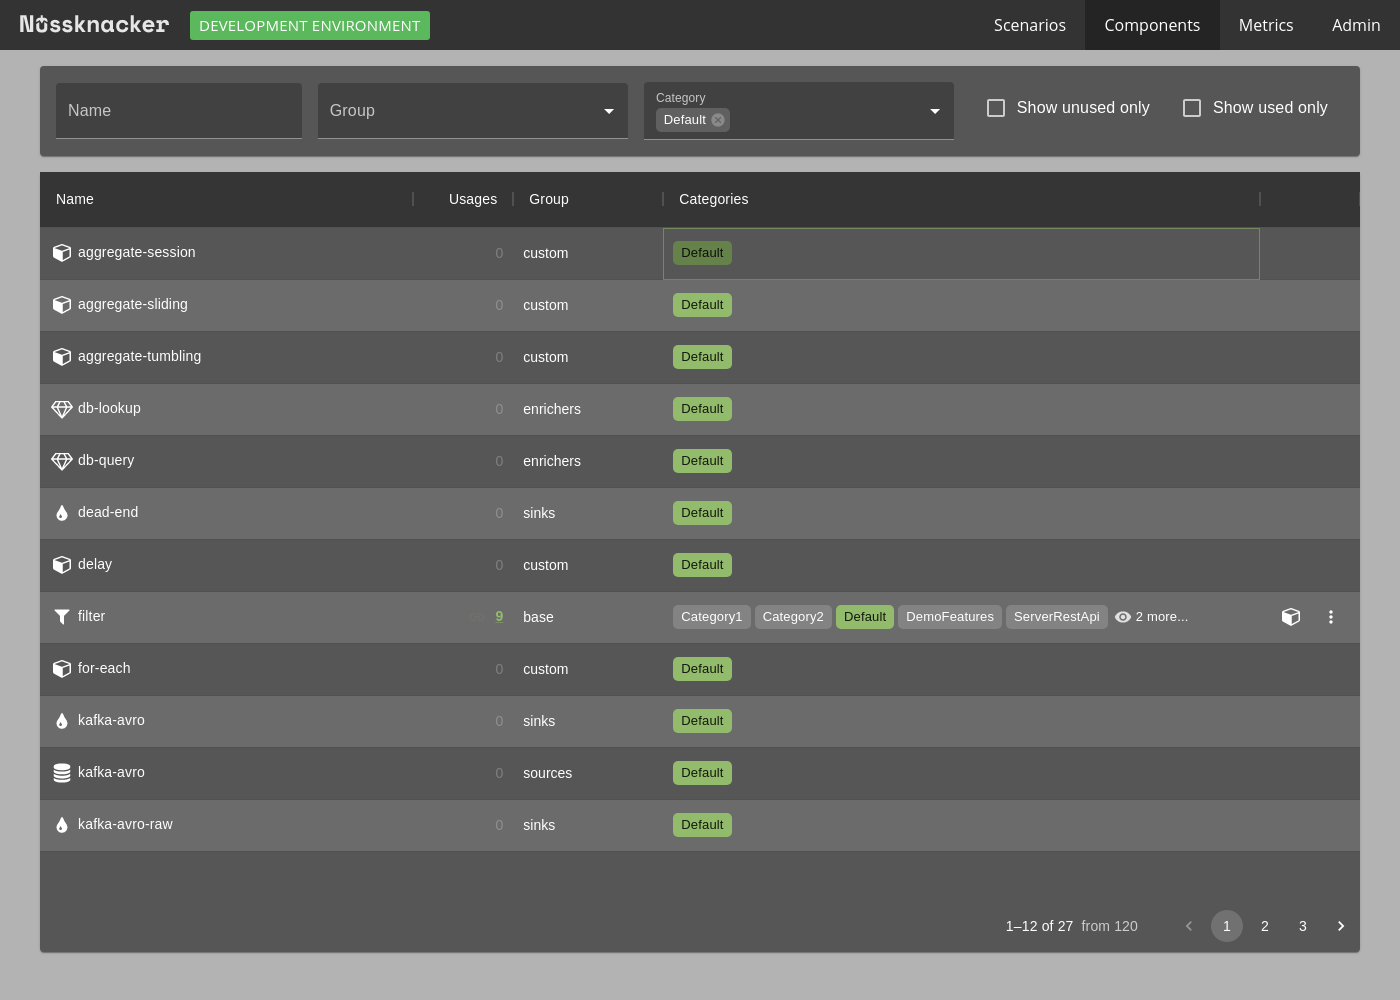 Nussknacker DEVELOPMENT ENVIRONMENT Scenarios Components Metrics Admin
Name Group Category Default Show unused only Show used only
Name Usages Group Categories
aggregate-session 0 custom Default
aggregate-sliding 0 custom Default
aggregate-tumbling 0 custom Default
db-lookup 0 enrichers Default
db-query 0 enrichers Default
dead-end 0 sinks Default
delay 0 custom Default
filter 9 base Category1 Category2 Default DemoFeatures ServerRestApi 2 more...
for-each 0 custom Default
kafka-avro 0 sinks Default
kafka-avro 0 sources Default
kafka-avro-raw 0 sinks Default
1–12 of 27 from 120 1 2 3